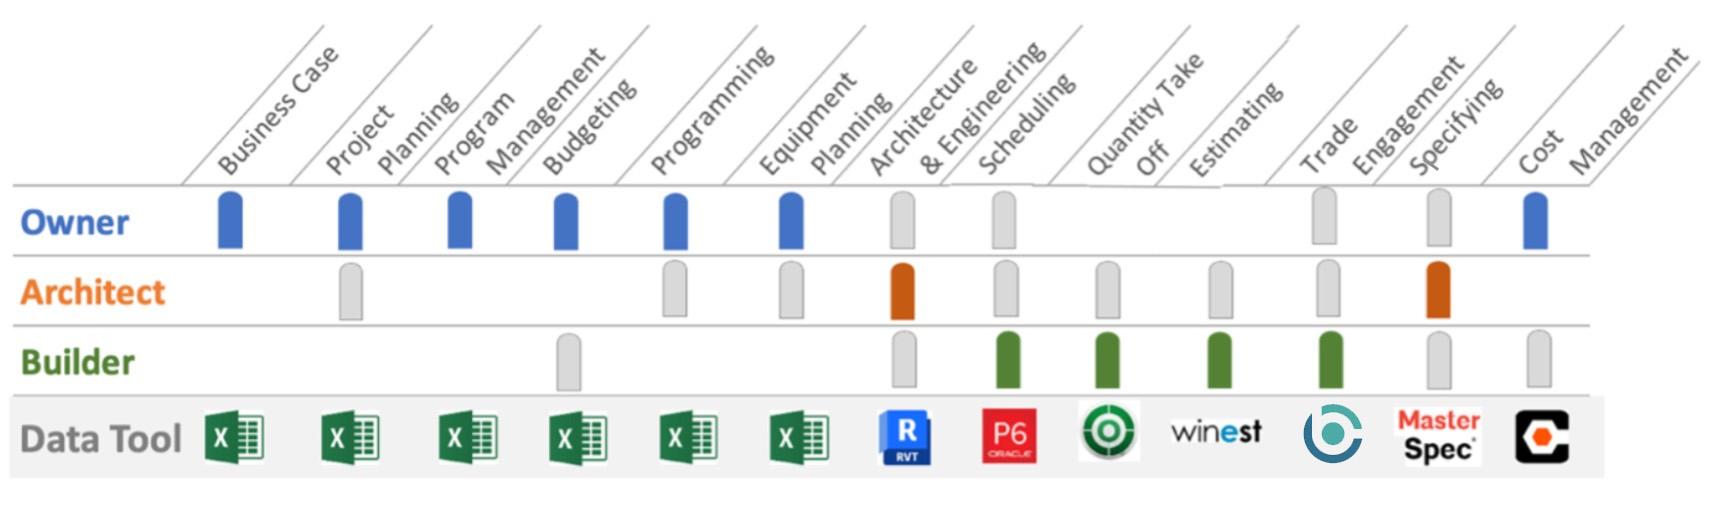 Business Case
Project
Planning
Program
Management
Budgeting
Programming
Equipment
Planning
Architecture
& Engineering
Scheduling
Quantity Take
Off
Estimating
Trade
Engagement
Specifying
Cost
Management
Owner
Architect
Builder
Data Tool
X
X
X
X
X
X
R
RVT
P6
ORACLE
winest
Master
Spec